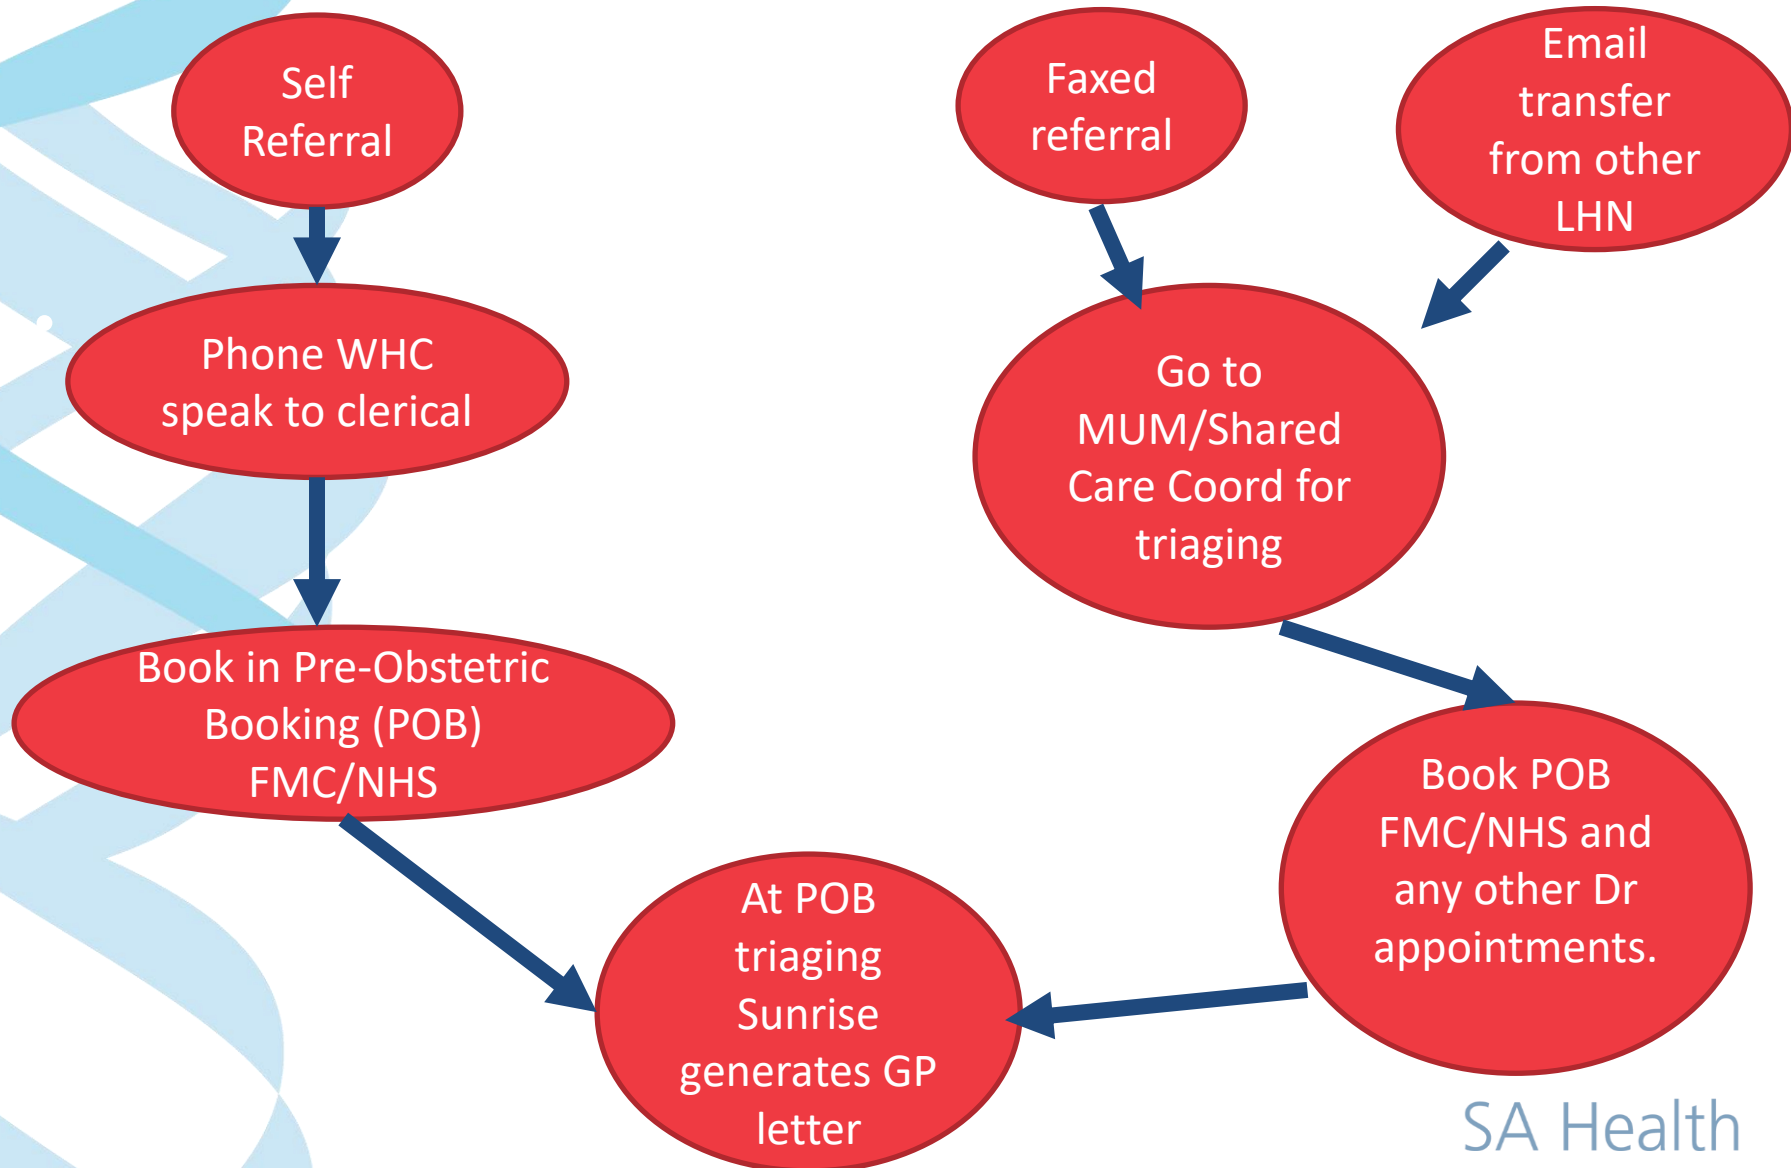 Self
Referral
Faxed
referral
Email
transfer
from other
LHN
Phone WHC
speak to clerical
Go to
MUM/Shared
Care Coord for
triaging
Book in Pre-Obstetric
Booking (POB)
FMC/NHS
Book POB
FMC/NHS and
any other Dr
appointments.
At POB
triaging
Sunrise
generates GP
letter
SA Health